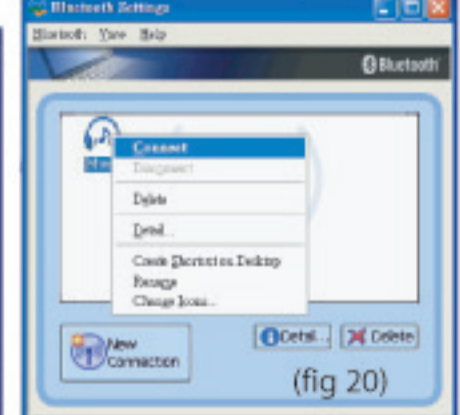 Bluetooth Settings
Bluetooth View Help
Bluetooth
Connect
Disconnect
Delete
Detail...
Create Shortcut on Desktop
Rename
Change Icons...
New
Connection
Detail...
Delete
(fig 20)